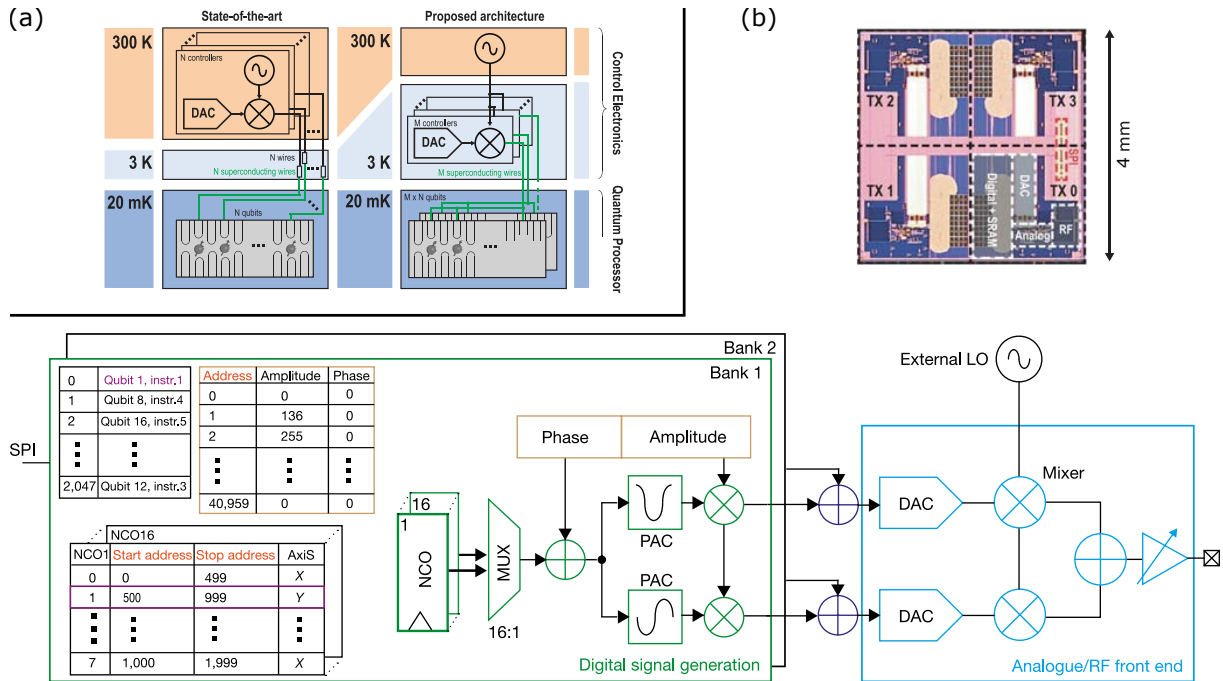 (a)
State-of-the-art
Proposed architecture
300 K
N controllers
DAC
3 K
N wires
N superconducting wires
20 mK
N qubits
300 K
M controllers
DAC
3 K
M superconducting wires
20 mK
M x N qubits
Control Electronics
Quantum Processor
(b)
TX 2
TX 3
TX 1
TX 0
SPI
DAC
Digital + SRAM
Analog
RF
4 mm
Bank 2
Bank 1
SPI
0 Qubit 1, instr.1
1 Qubit 8, instr.4
2 Qubit 16, instr.5
2,047 Qubit 12, instr.3
Address Amplitude Phase
0 0 0
1 136 0
2 255 0
40,959 0 0
NCO16
NCO1 Start address Stop address AxiS
0 0 499 X
1 500 999 Y
7 1,000 1,999 X
16
1
NCO
MUX
16:1
Phase Amplitude
PAC
PAC
Digital signal generation
External LO
Mixer
DAC
DAC
Analogue/RF front end